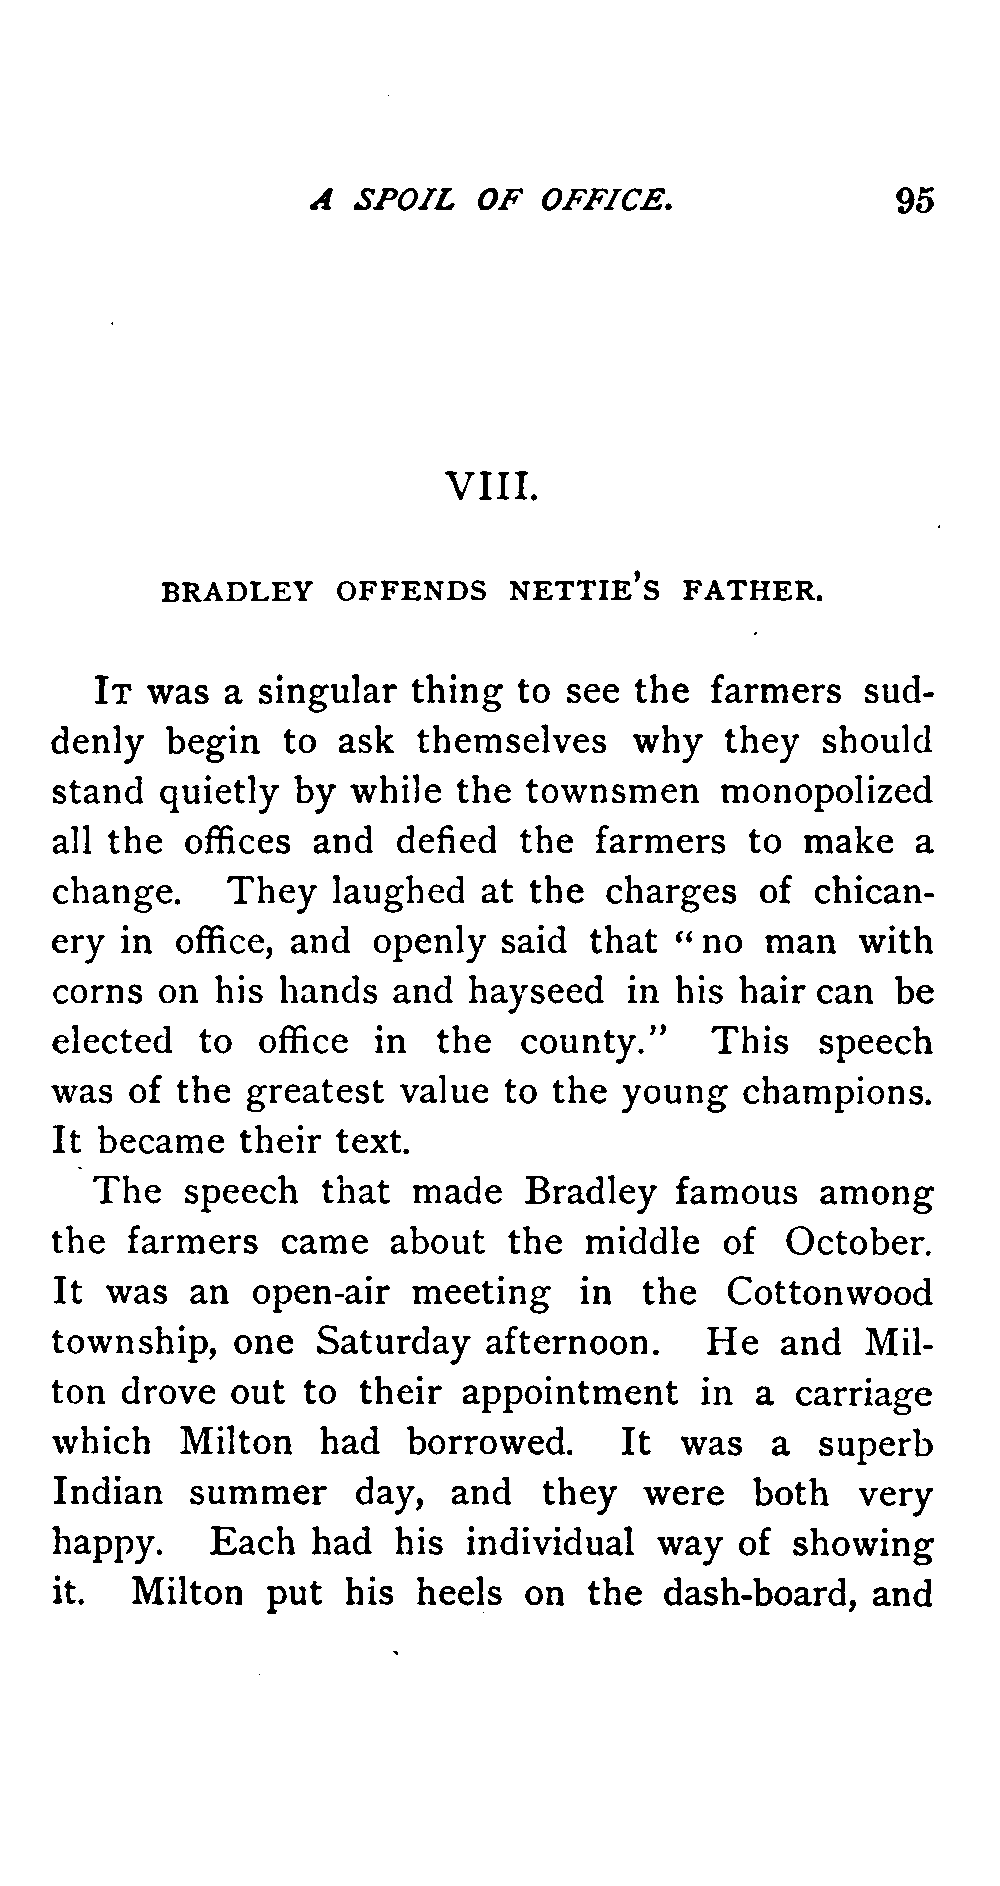 A SPOIL OF OFFICE. 95
VIII.
BRADLEY OFFENDS NETTIE'S FATHER.
IT was a singular thing to see the farmers sud-
denly begin to ask themselves why they should
stand quietly by while the townsmen monopolized
all the offices and defied the farmers to make a
change. They laughed at the charges of chican-
ery in office, and openly said that “no man with
corns on his hands and hayseed in his hair can be
elected to office in the county.” This speech
was of the greatest value to the young champions.
It became their text.
The speech that made Bradley famous among
the farmers came about the middle of October.
It was an open-air meeting in the Cottonwood
township, one Saturday afternoon. He and Mil-
ton drove out to their appointment in a carriage
which Milton had borrowed. It was a superb
Indian summer day, and they were both very
happy. Each had his individual way of showing
it. Milton put his heels on the dash-board, and